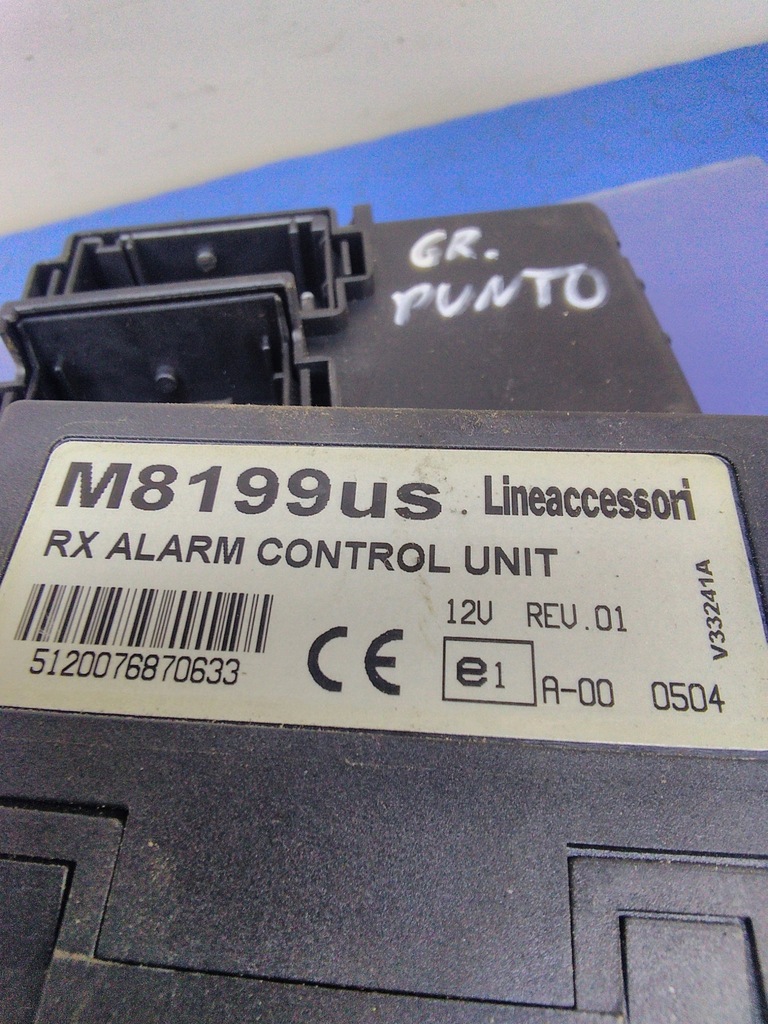 GR.
PUNTO
M8199us. Lineaccessori
RX ALARM CONTROL UNIT
12V REV.01
5120076870633
CE
e1 A-00 0504
V33241A